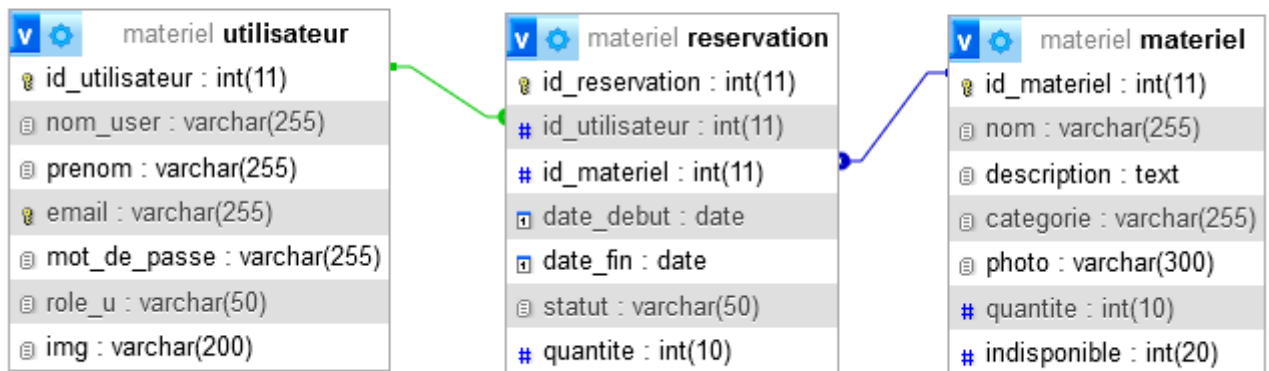 v materiel utilisateur
id_utilisateur : int(11)
nom_user : varchar(255)
prenom : varchar(255)
email : varchar(255)
mot_de_passe : varchar(255)
role_u : varchar(50)
img : varchar(200)
v materiel reservation
id_reservation : int(11)
# id_utilisateur : int(11)
# id_materiel : int(11)
date_debut : date
date_fin : date
statut : varchar(50)
# quantite : int(10)
v materiel materiel
id_materiel : int(11)
nom : varchar(255)
description : text
categorie : varchar(255)
photo : varchar(300)
# quantite : int(10)
# indisponible : int(20)